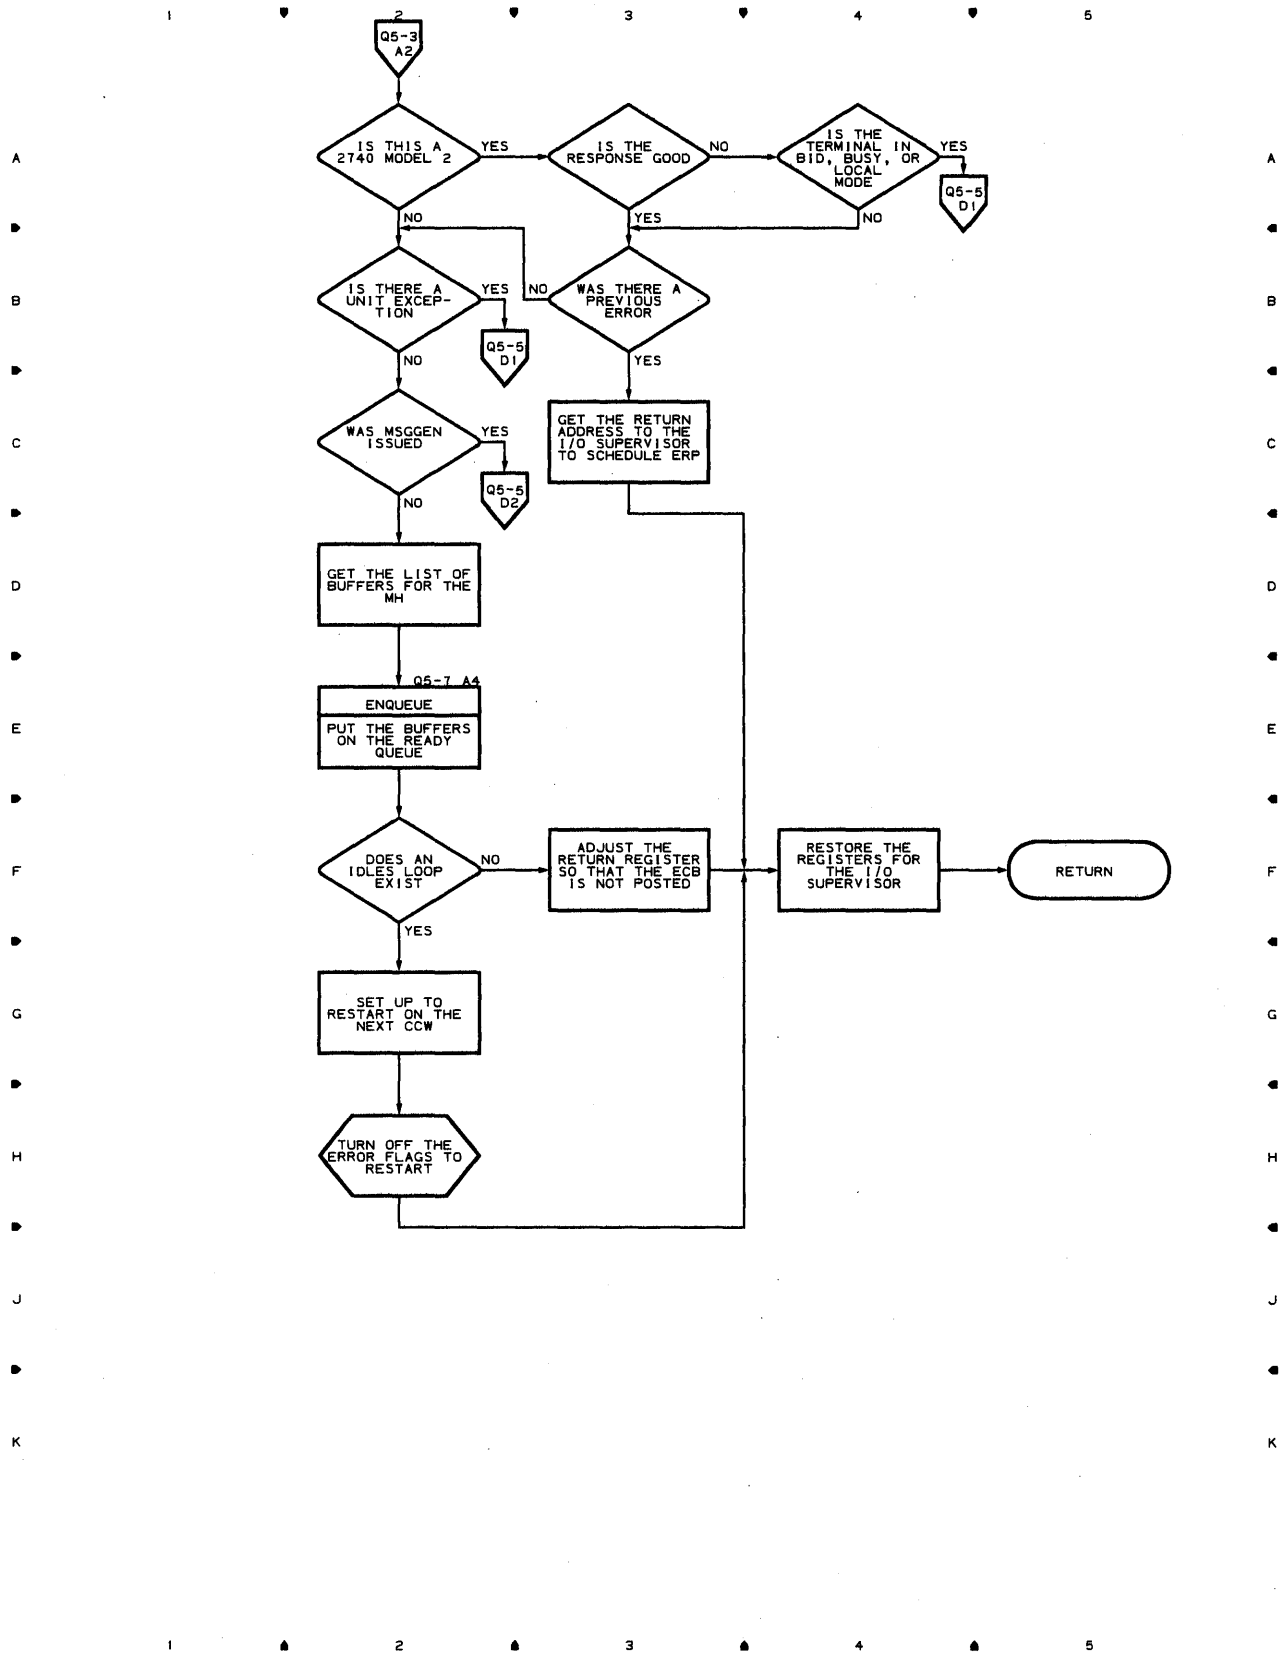 1 2 3 4 5
Q5-3
A2
A
IS THIS A
2740 MODEL 2
YES
NO
IS THE
RESPONSE GOOD
NO
YES
IS THE
TERMINAL IN
BID, BUSY, OR
LOCAL
MODE
YES
NO
Q5-5
D1
A
B
IS THERE A
UNIT EXCEP-
TION
YES
NO
Q5-5
D1
NO
WAS THERE A
PREVIOUS
ERROR
YES
B
C
WAS MSGGEN
ISSUED
YES
NO
Q5-5
D2
GET THE RETURN
ADDRESS TO THE
I/O SUPERVISOR
TO SCHEDULE ERP
C
D
GET THE LIST OF
BUFFERS FOR THE
MH
D
Q5-7 A4
E
ENQUEUE
PUT THE BUFFERS
ON THE READY
QUEUE
E
F
DOES AN
IDLES LOOP
EXIST
NO
YES
ADJUST THE
RETURN REGISTER
SO THAT THE ECB
IS NOT POSTED
RESTORE THE
REGISTERS FOR
THE I/O
SUPERVISOR
RETURN
F
G
SET UP TO
RESTART ON THE
NEXT CCW
G
H
TURN OFF THE
ERROR FLAGS TO
RESTART
H
J
J
K
K
1 2 3 4 5